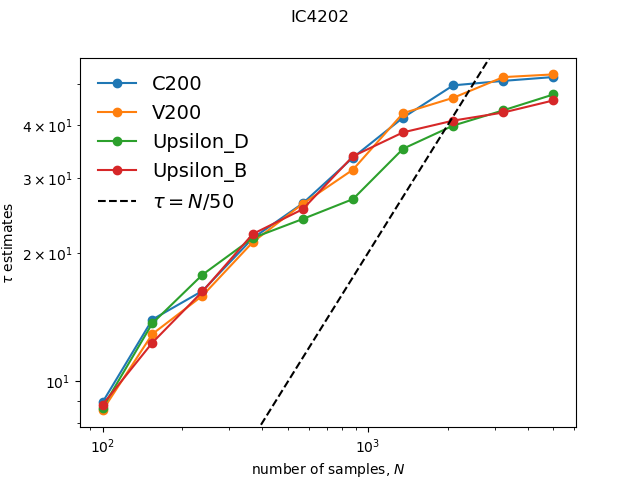 IC4202
C200
V200
Upsilon_D
Upsilon_B
τ = N/50
4 × 10¹
3 × 10¹
2 × 10¹
10¹
τ estimates
10²
10³
number of samples, N